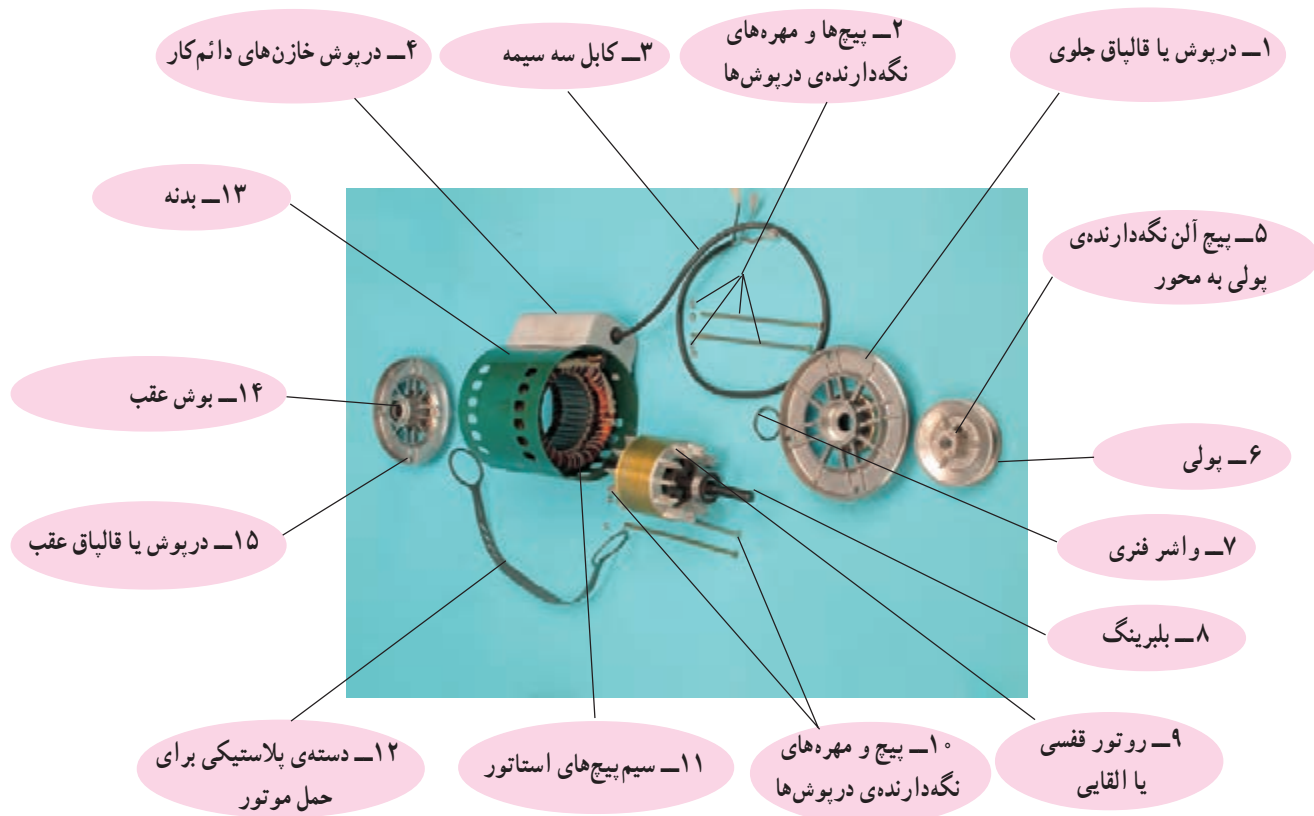 ۱ــ درپوش یا قالپاق جلوی
۲ــ پیچ‌ها و مهره‌های
نگه‌دارنده‌ی درپوش‌ها
۳ــ کابل سه سیمه
۴ــ درپوش خازن‌های دائم‌کار
۵ــ پیچ آلن نگه‌دارنده‌ی
پولی به محور
۶ــ پولی
۷ــ واشر فنری
۸ــ بلبرینگ
۹ــ روتور قفسی
یا القایی
۱۰ــ پیچ و مهره‌های
نگه‌دارنده‌ی درپوش‌ها
۱۱ــ سیم‌پیچ‌های استاتور
۱۲ــ دسته‌ی پلاستیکی برای
حمل موتور
۱۳ــ بدنه
۱۴ــ بوش عقب
۱۵ــ درپوش یا قالپاق عقب